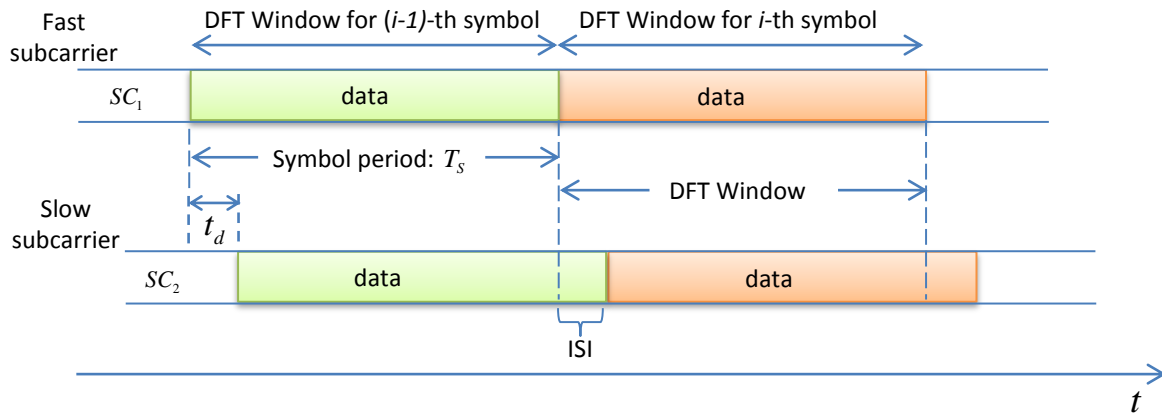 DFT Window for (i-1)-th symbol
DFT Window for i-th symbol
Fast
subcarrier
SC₁
data
data
Symbol period: Tₛ
DFT Window
t_d
Slow
subcarrier
SC₂
data
data
ISI
t